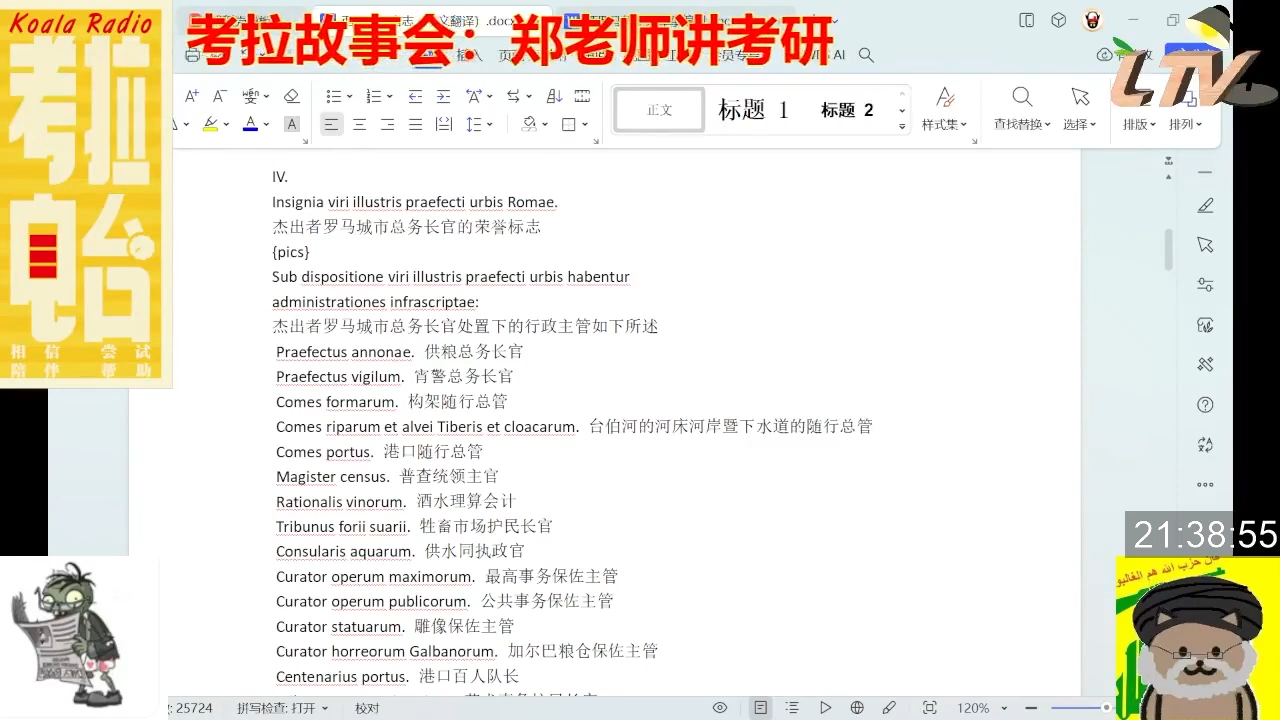 Koala Radio
考拉故事会：郑老师讲考研
LTV
考拉电台
相信 尝试
陪伴 帮助
正文
标题 1
标题 2
样式集
查找替换
选择
排版
排列
IV.
Insignia viri illustris praefecti urbis Romae.
杰出者罗马城市总务长官的荣誉标志
{pics}
Sub dispositione viri illustris praefecti urbis habentur
administrationes infrascriptae:
杰出者罗马城市总务长官处置下的行政主管如下所述
Praefectus annonae. 供粮总务长官
Praefectus vigilum. 宵警总务长官
Comes formarum. 构架随行总管
Comes riparum et alvei Tiberis et cloacarum. 台伯河的河床河岸暨下水道的随行总管
Comes portus. 港口随行总管
Magister census. 普查统领主官
Rationalis vinorum. 酒水理算会计
Tribunus forii suarii. 牲畜市场护民长官
Consularis aquarum. 供水同执政官
Curator operum maximorum. 最高事务保佐主管
Curator operum publicorum. 公共事务保佐主管
Curator statuarum. 雕像保佐主管
Curator horreorum Galbanorum. 加尔巴粮仓保佐主管
Centenarius portus. 港口百人队长
21:38:55
: 25724
拼写检查: 打开
校对
120%